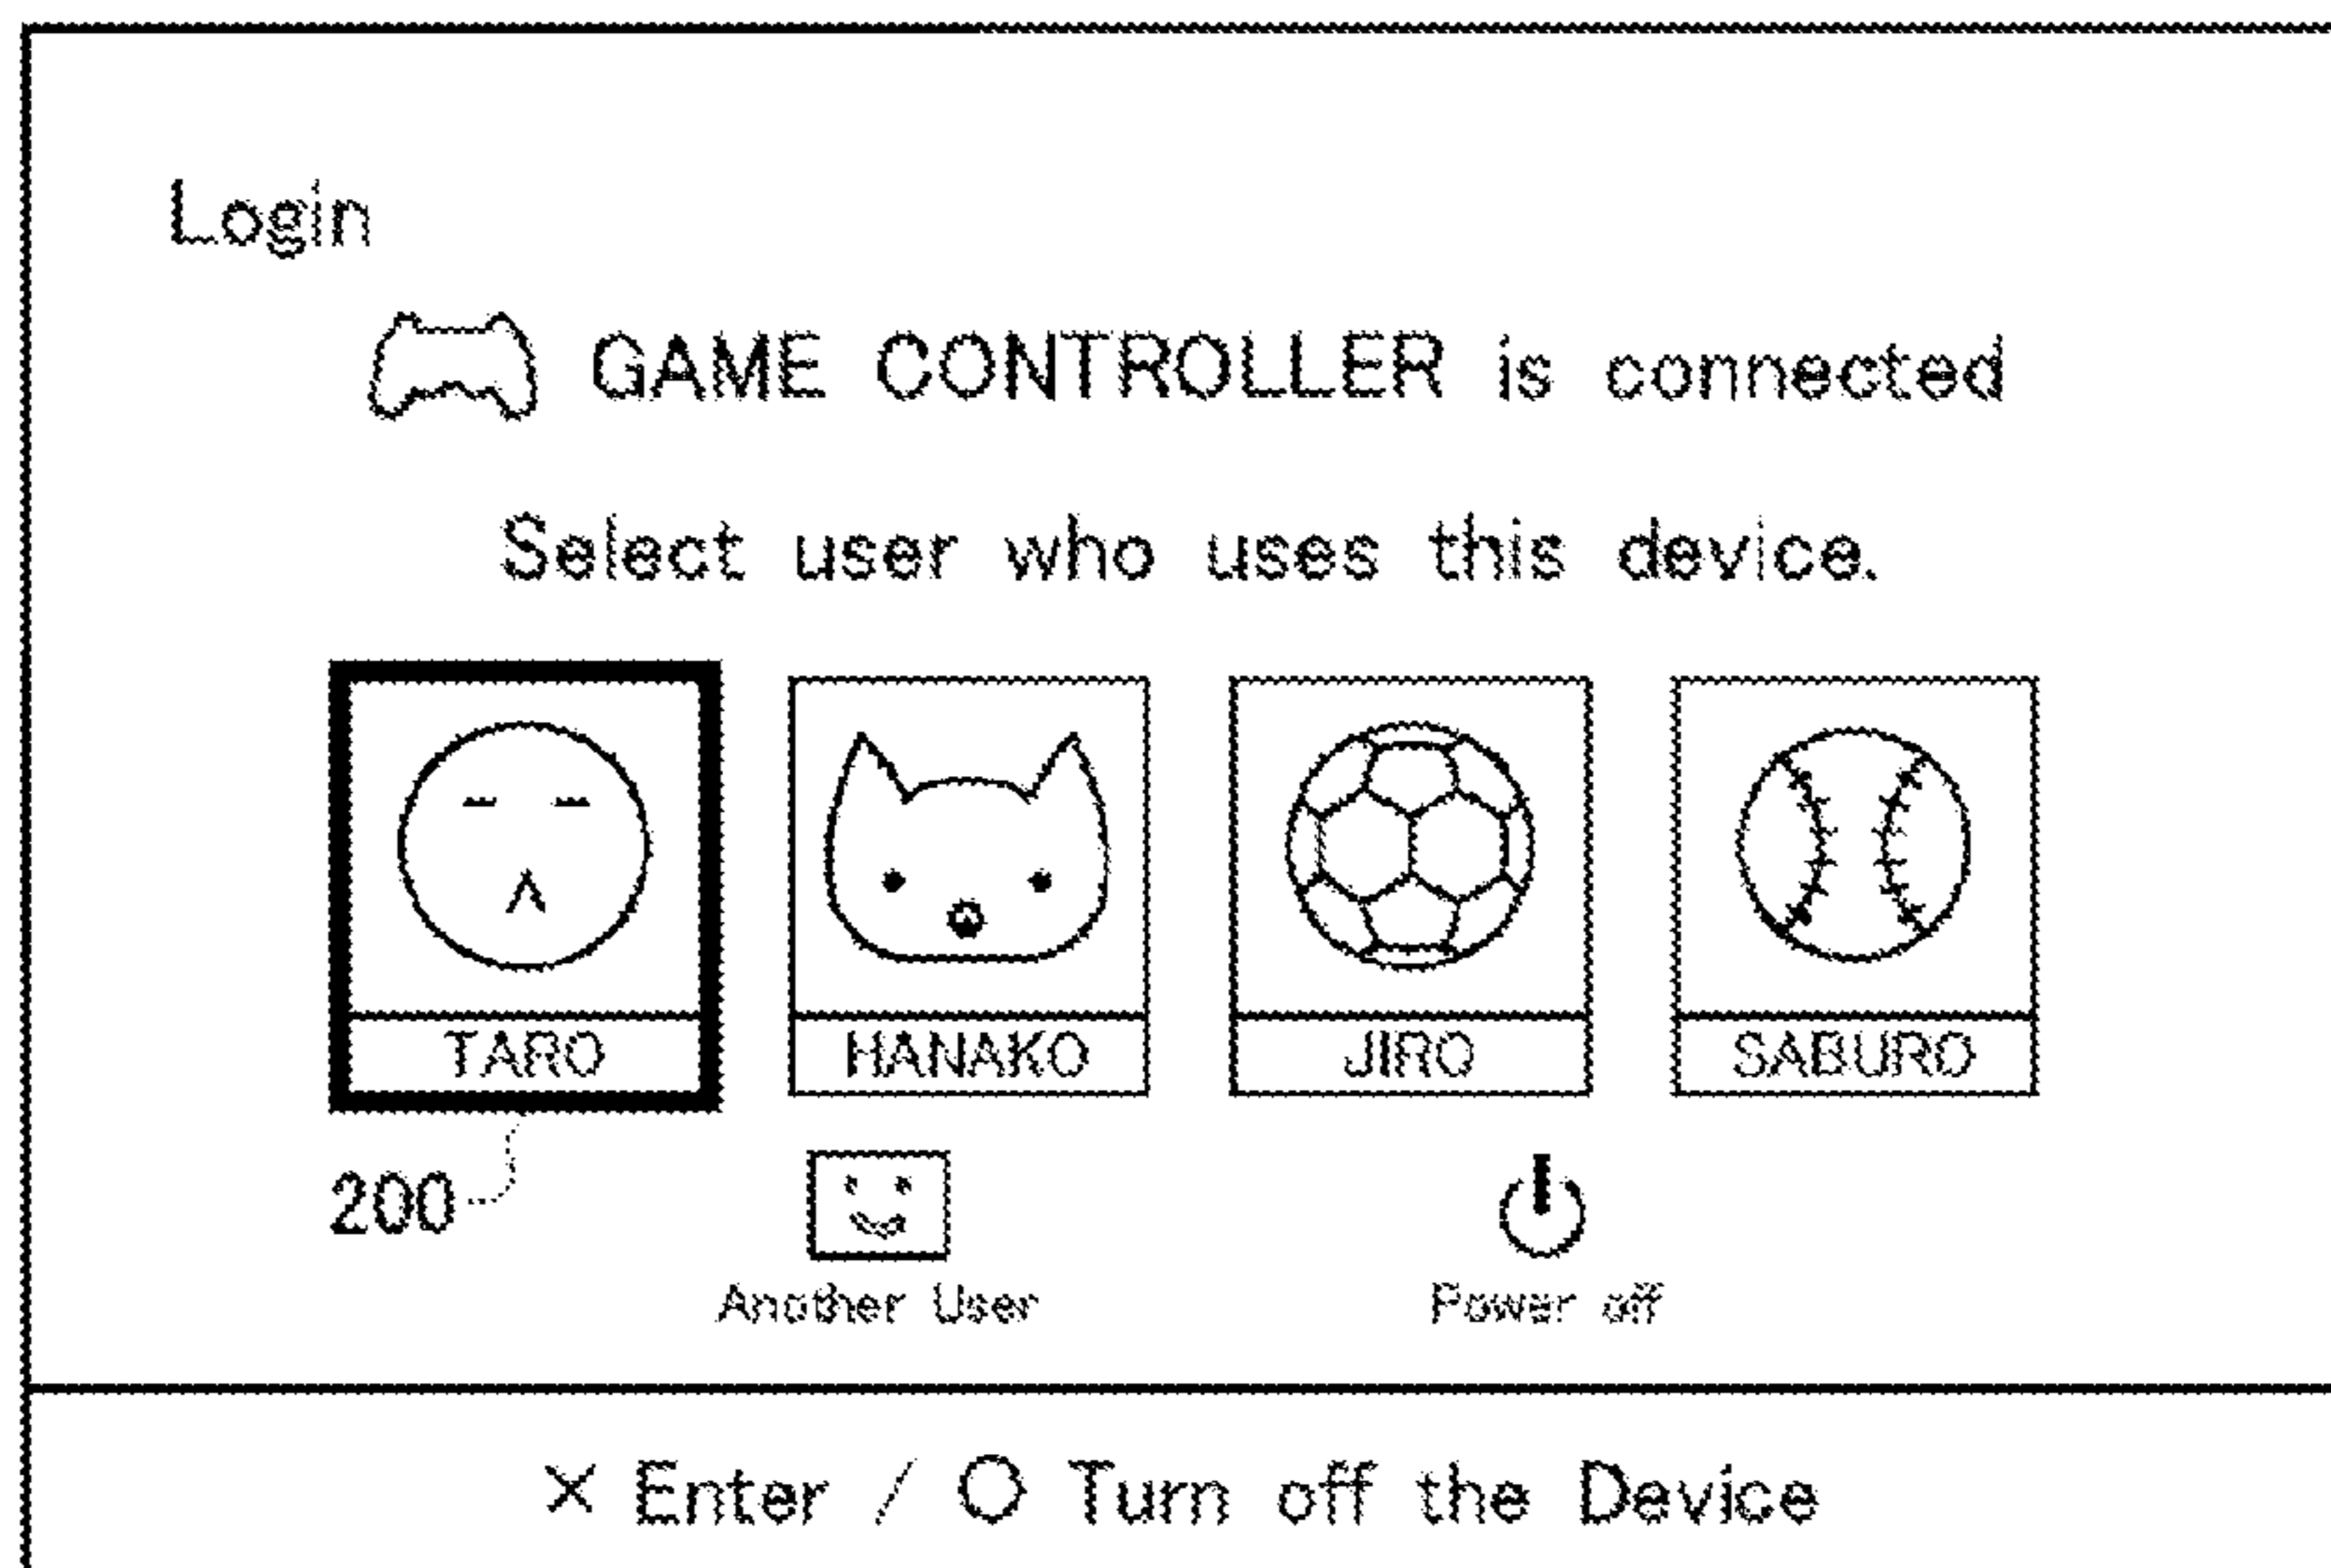 Login
GAME CONTROLLER is connected
Select user who uses this device.
TARO HANAKO JIRO SABURO
200
Another User Power off
× Enter / ○ Turn off the Device